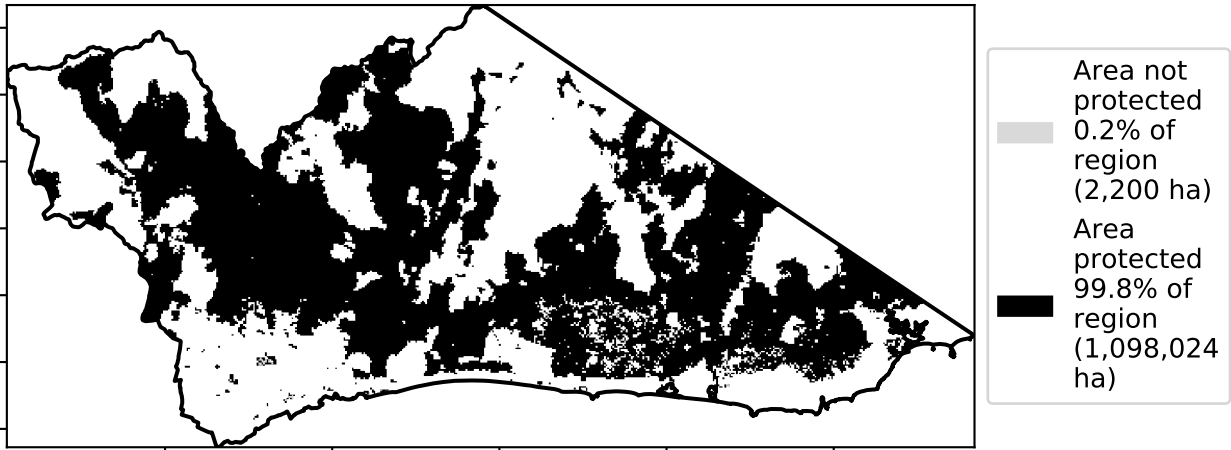 Area not
protected
0.2% of
region
(2,200 ha)
Area
protected
99.8% of
region
(1,098,024
ha)